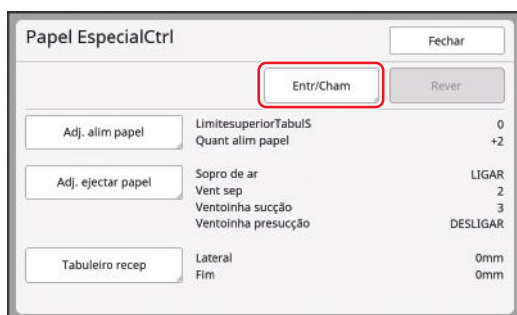 Papel EspecialCtrl Fechar
Entr/Cham Rever
Adj. alim papel LimitesuperiorTabulS 0
Quant alim papel +2
Adj. ejectar papel Sopro de ar LIGAR
Vent sep 2
Ventoinha sucção 3
Ventoinha presucção DESLIGAR
Tabuleiro recep Lateral 0mm
Fim 0mm